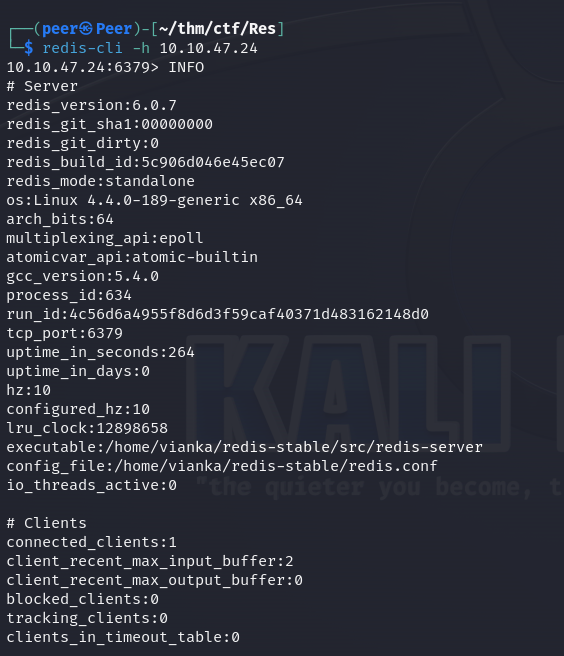 ┌──(peer㉿Peer)-[~/thm/ctf/Res]
└─$ redis-cli -h 10.10.47.24
10.10.47.24:6379> INFO
# Server
redis_version:6.0.7
redis_git_sha1:00000000
redis_git_dirty:0
redis_build_id:5c906d046e45ec07
redis_mode:standalone
os:Linux 4.4.0-189-generic x86_64
arch_bits:64
multiplexing_api:epoll
atomicvar_api:atomic-builtin
gcc_version:5.4.0
process_id:634
run_id:4c56d6a4955f8d6d3f59caf40371d483162148d0
tcp_port:6379
uptime_in_seconds:264
uptime_in_days:0
hz:10
configured_hz:10
lru_clock:12898658
executable:/home/vianka/redis-stable/src/redis-server
config_file:/home/vianka/redis-stable/redis.conf
io_threads_active:0
KALI
"the quieter you become, t
# Clients
connected_clients:1
client_recent_max_input_buffer:2
client_recent_max_output_buffer:0
blocked_clients:0
tracking_clients:0
clients_in_timeout_table:0